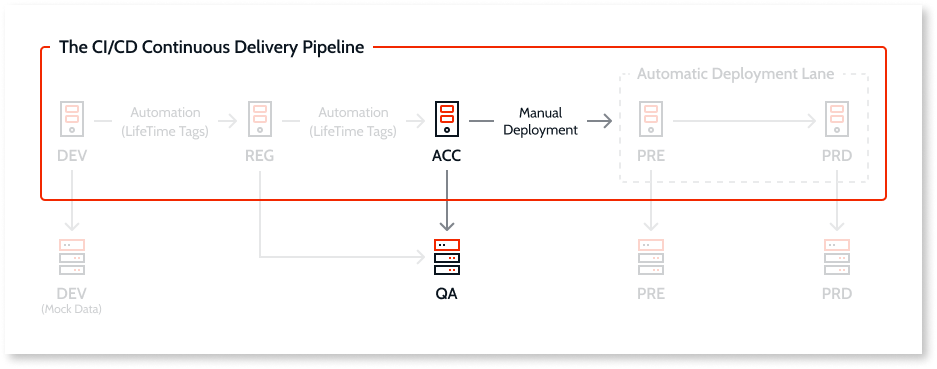 The CI/CD Continuous Delivery Pipeline
Automatic Deployment Lane
Automation
(LifeTime Tags)
Automation
(LifeTime Tags)
Manual
Deployment
DEV
REG
ACC
PRE
PRD
DEV
(Mock Data)
QA
PRE
PRD